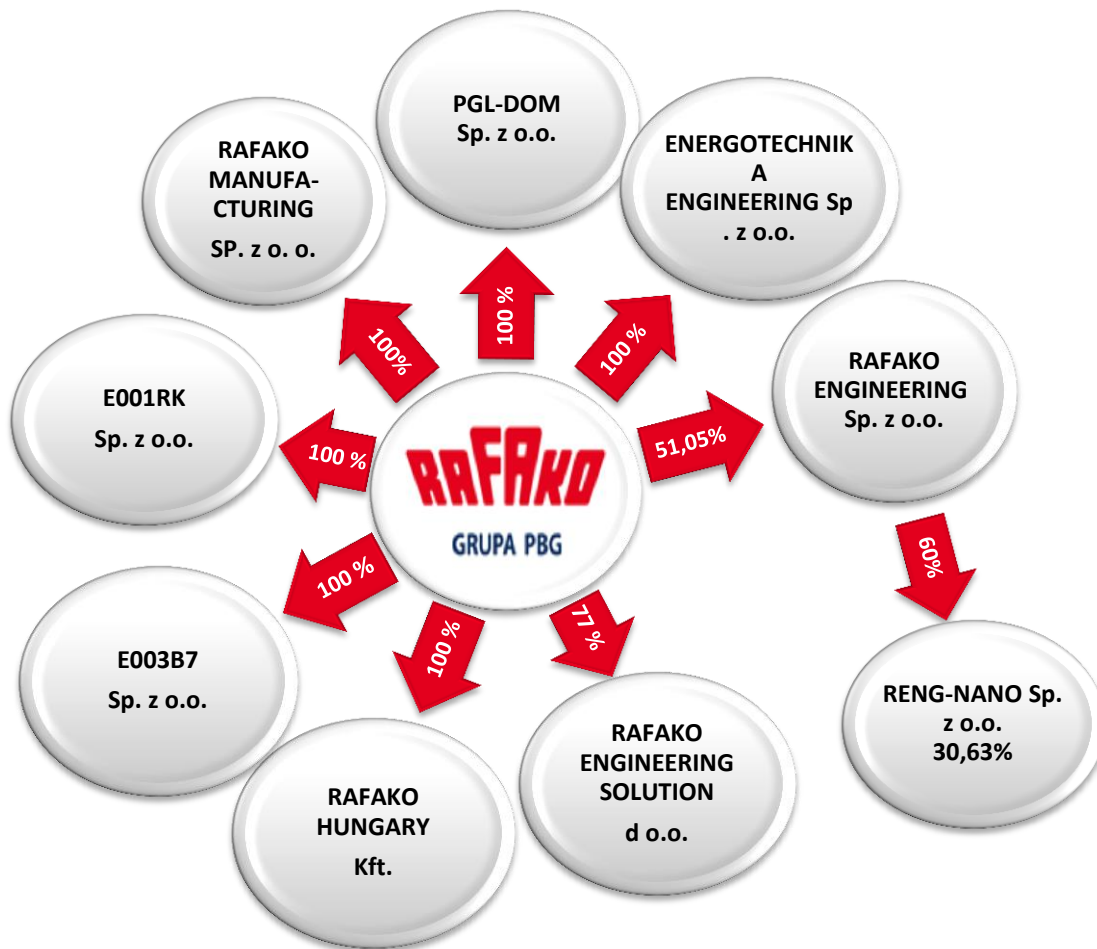 PGL-DOM
Sp. z o.o.
RAFAKO
MANUFA-
CTURING
SP. z o. o.
ENERGOTECHNIK
A
ENGINEERING Sp
. z o.o.
100%
100 %
100 %
E001RK
Sp. z o.o.
100 %
RAFAKO
GRUPA PBG
51,05%
RAFAKO
ENGINEERING
Sp. z o.o.
60%
100 %
100 %
77 %
E003B7
Sp. z o.o.
RAFAKO
HUNGARY
Kft.
RAFAKO
ENGINEERING
SOLUTION
d o.o.
RENG-NANO Sp.
z o.o.
30,63%